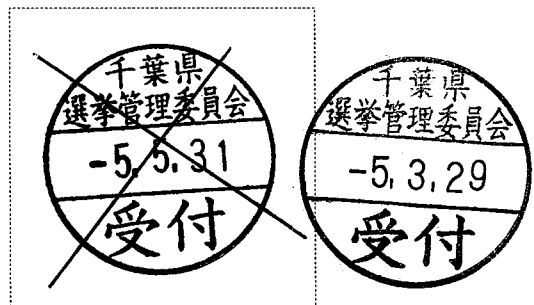 千葉県
選挙管理委員会
-5.5.31
受付
千葉県
選挙管理委員会
-5.3.29
受付